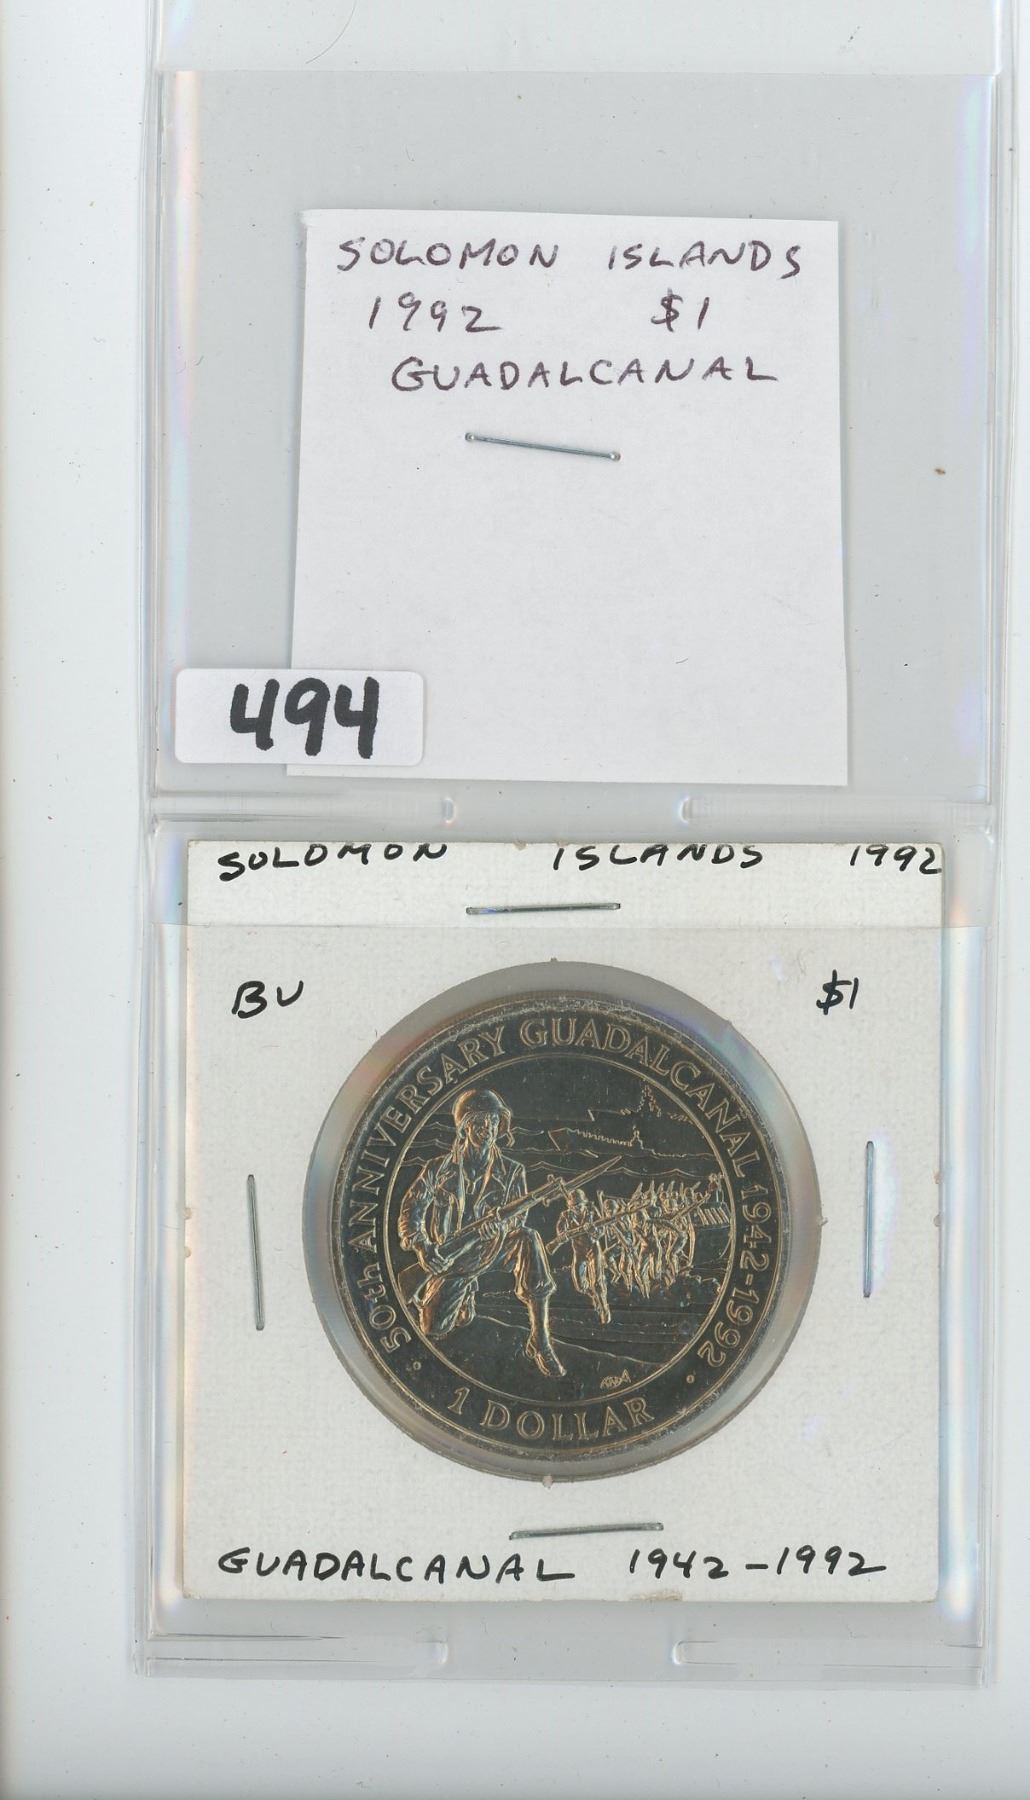 SOLOMON ISLANDS
1992 $1
GUADALCANAL
494
SOLOMON ISLANDS 1992
BU $1
50th ANNIVERSARY GUADALCANAL 1942-1992
1 DOLLAR
GUADALCANAL 1942-1992